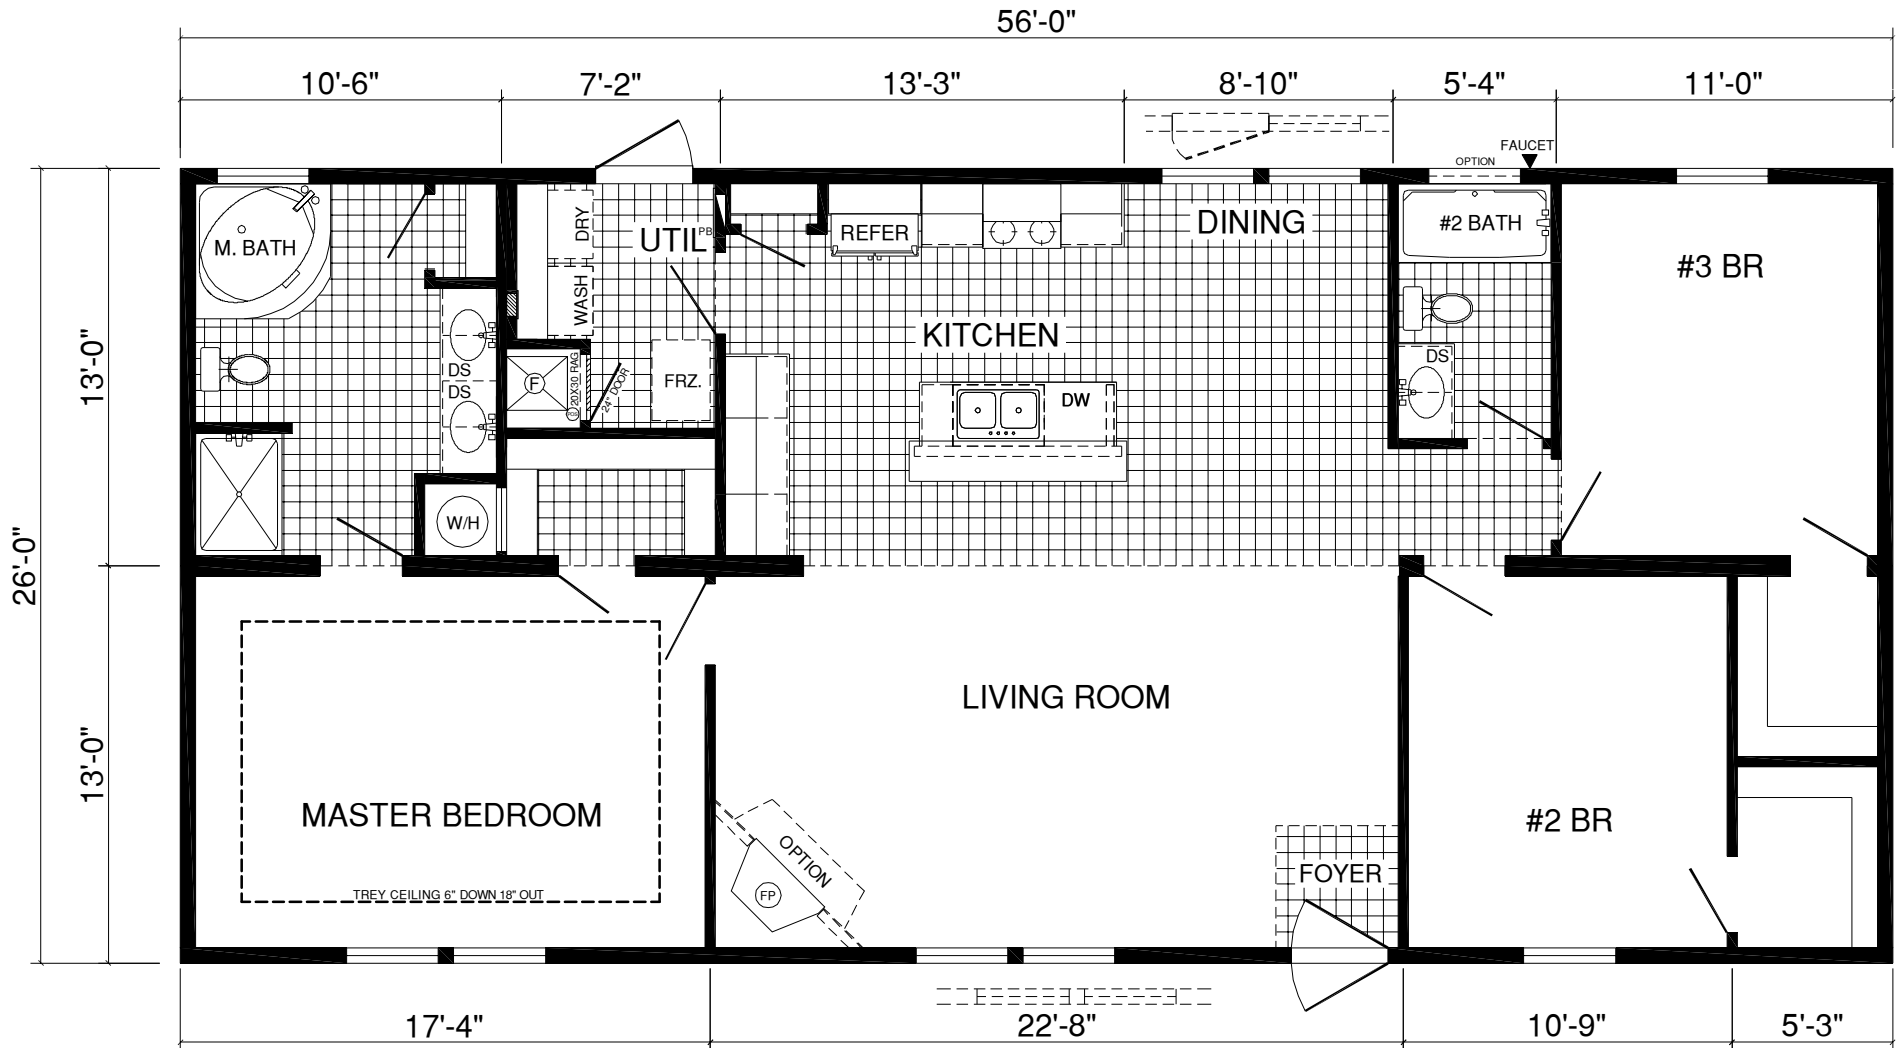 56'-0"
10'-6"
7'-2"
13'-3"
8'-10"
5'-4"
11'-0"
FAUCET
OPTION
M. BATH
DRY
UTIL
PB
REFER
DINING
#2 BATH
#3 BR
WASH
KITCHEN
13'-0"
DS
DS
F
20X30 RAG
24" DOOR
FRZ.
DW
DS
W/H
26'-0"
LIVING ROOM
13'-0"
MASTER BEDROOM
#2 BR
OPTION
FP
FOYER
TREY CEILING 6" DOWN 18" OUT
17'-4"
22'-8"
10'-9"
5'-3"